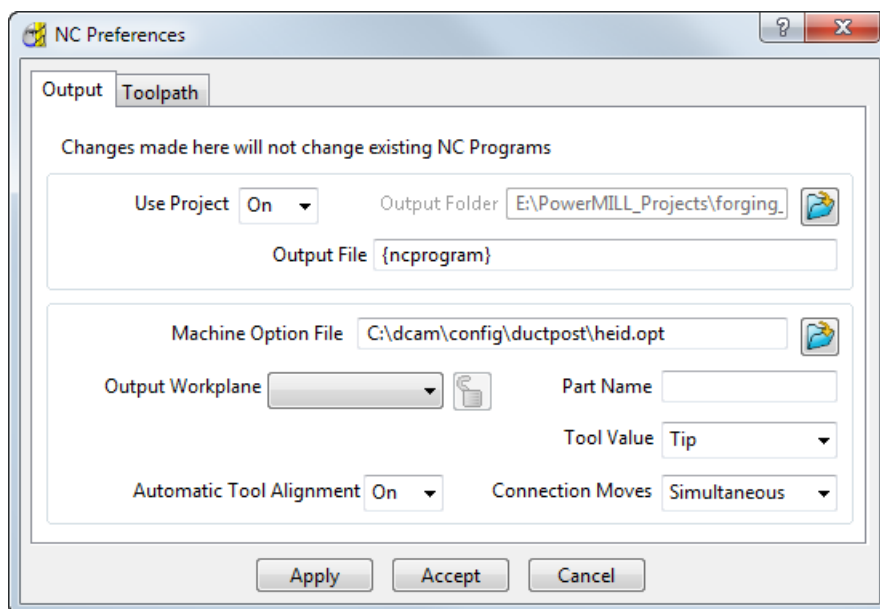 NC Preferences
Output Toolpath
Changes made here will not change existing NC Programs
Use Project On Output Folder E:\PowerMILL_Projects\forging_
Output File {ncprogram}
Machine Option File C:\dcam\config\ductpost\heid.opt
Output Workplane Part Name
Tool Value Tip
Automatic Tool Alignment On Connection Moves Simultaneous
Apply Accept Cancel